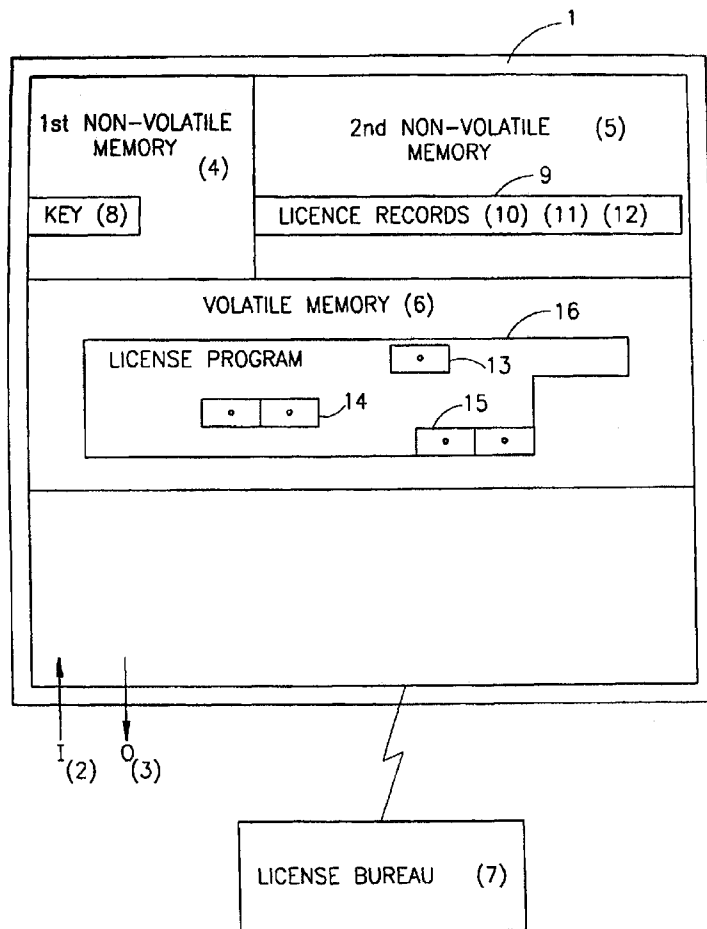 1
1st NON-VOLATILE
MEMORY
(4)
2nd NON-VOLATILE (5)
MEMORY
9
KEY (8)
LICENCE RECORDS (10) (11) (12)
VOLATILE MEMORY (6)
16
LICENSE PROGRAM
13
14
15
I
(2)
O
(3)
LICENSE BUREAU (7)